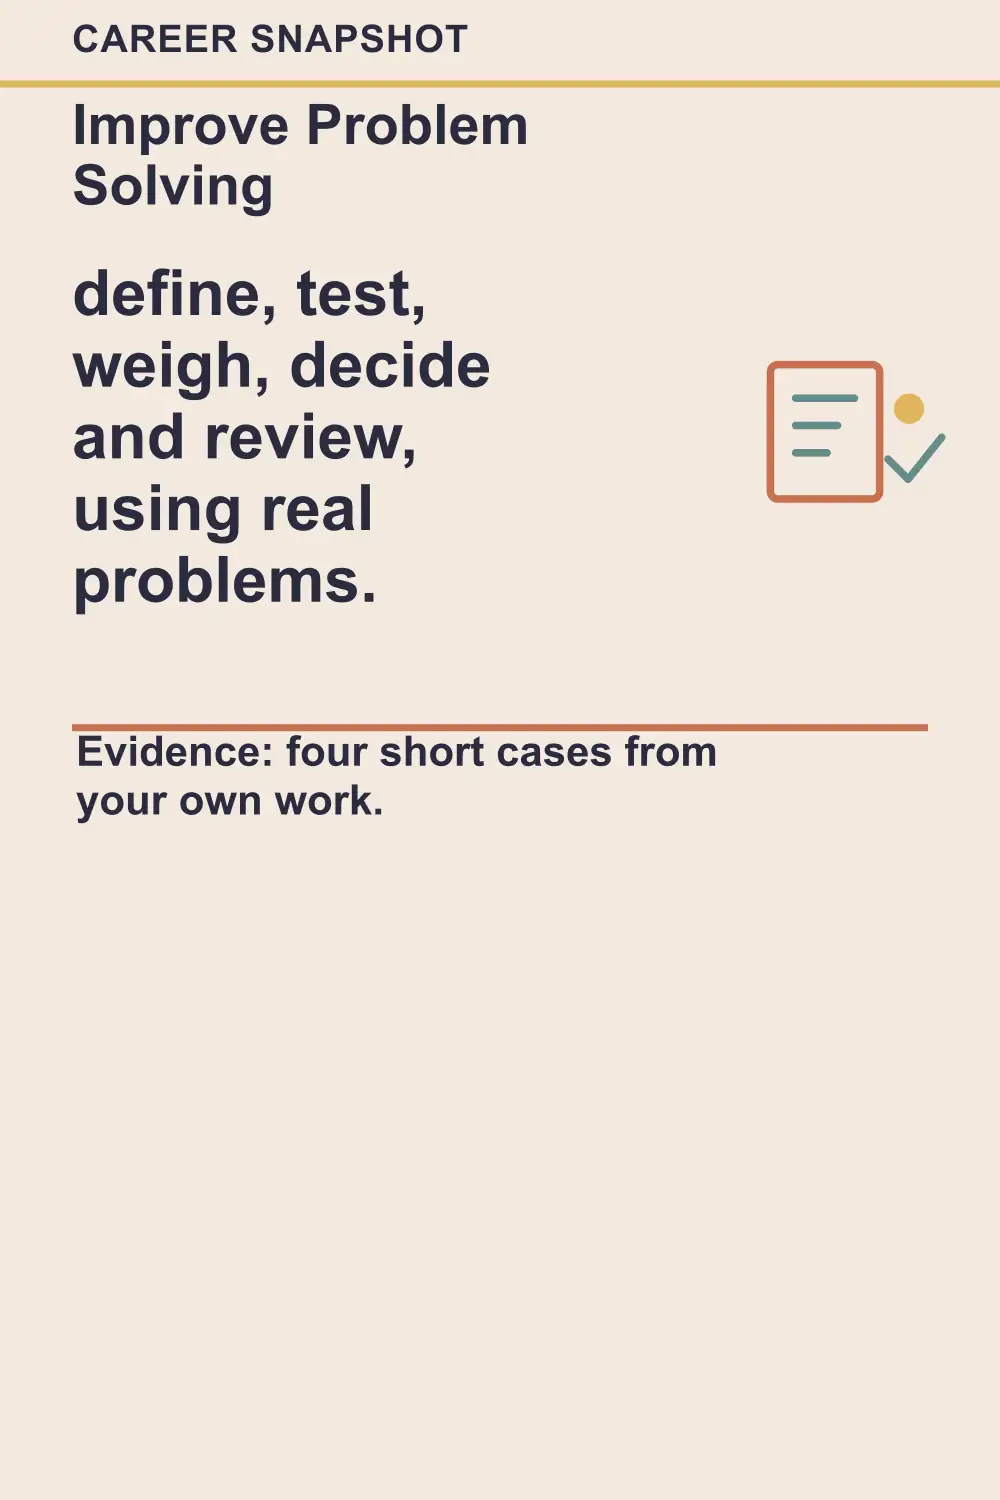 CAREER SNAPSHOT
Improve Problem
Solving
define, test,
weigh, decide
and review,
using real
problems.
Evidence: four short cases from
your own work.